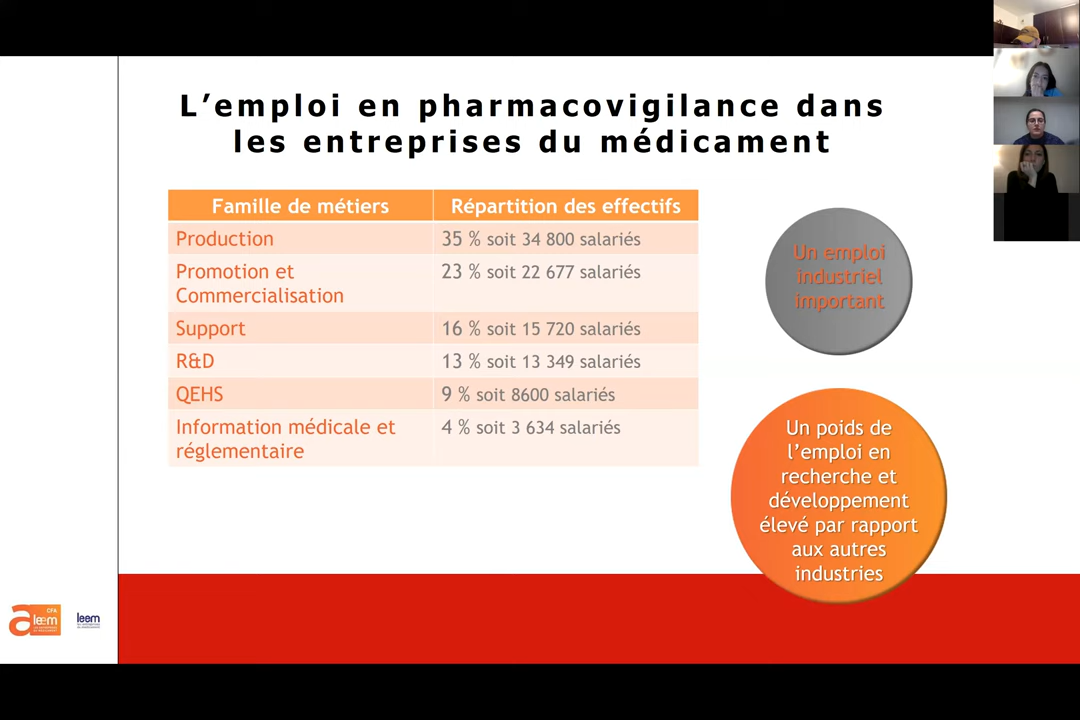 L’emploi en pharmacovigilance dans
les entreprises du médicament
Famille de métiers Répartition des effectifs
Production 35 % soit 34 800 salariés
Promotion et 23 % soit 22 677 salariés
Commercialisation
Support 16 % soit 15 720 salariés
R&D 13 % soit 13 349 salariés
QEHS 9 % soit 8600 salariés
Information médicale et 4 % soit 3 634 salariés
réglementaire
Un emploi
industriel
important
Un poids de
l’emploi en
recherche et
développement
élevé par rapport
aux autres
industries
CFA
leem
leem